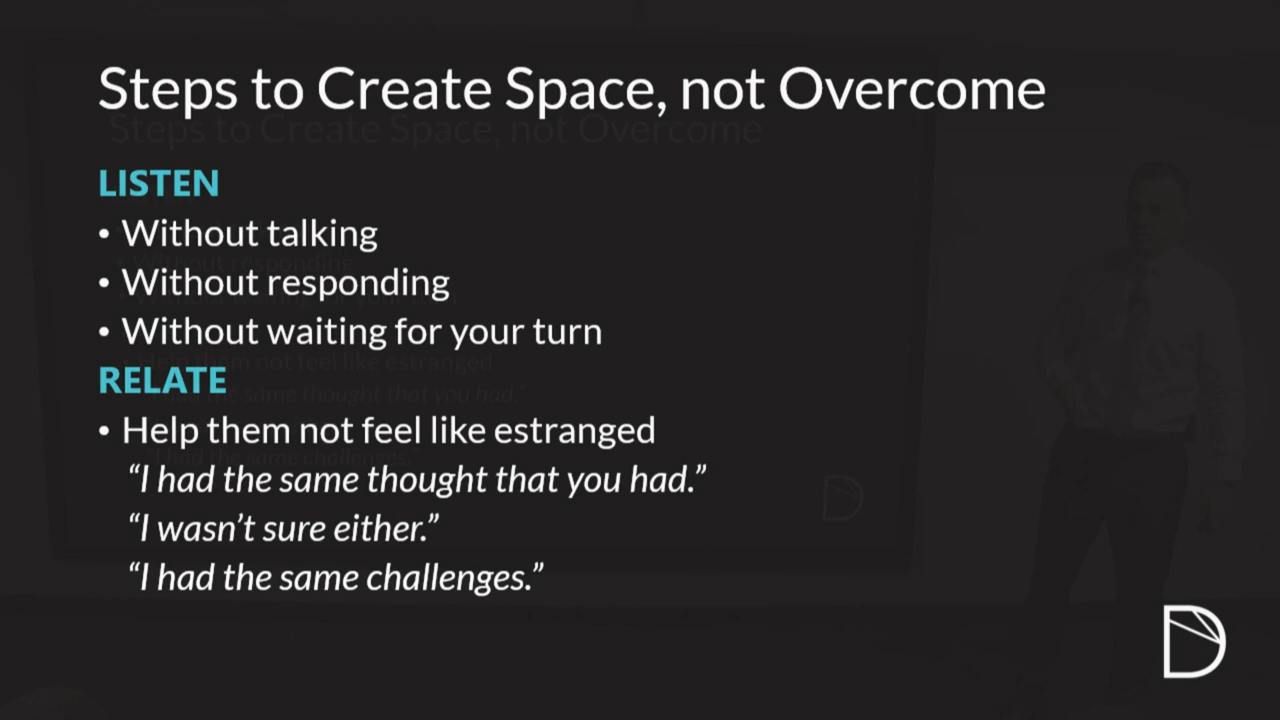 Steps to Create Space, not Overcome
LISTEN
• Without talking
• Without responding
• Without waiting for your turn
RELATE
• Help them not feel like estranged
“I had the same thought that you had.”
“I wasn’t sure either.”
“I had the same challenges.”